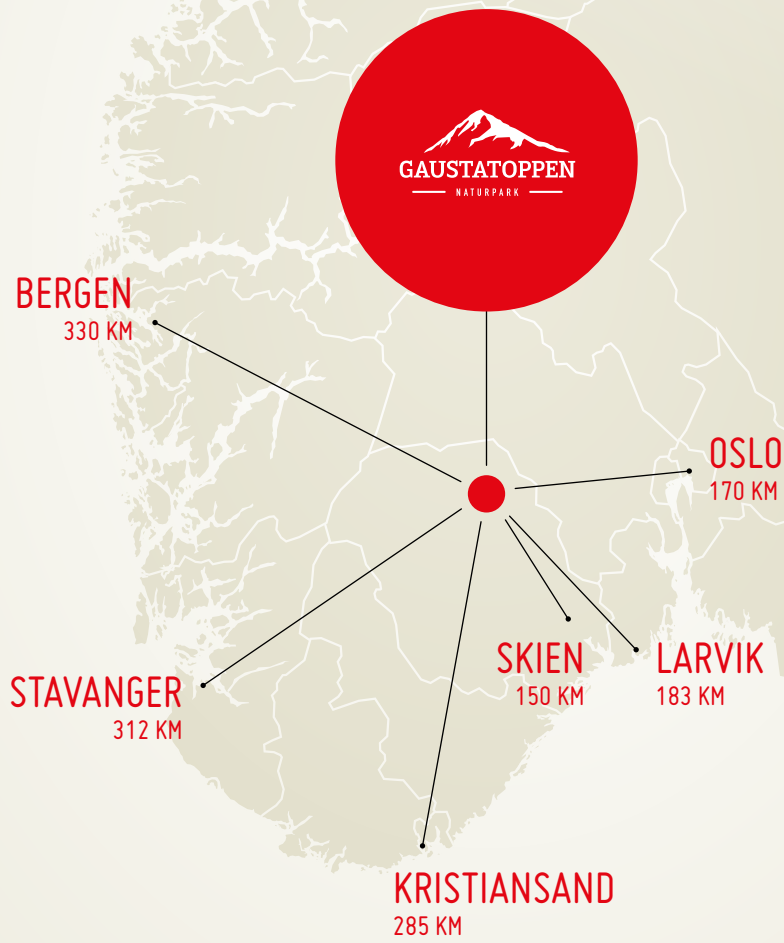 GAUSTATOPPEN
NATURPARK
BERGEN
330 KM
OSLO
170 KM
SKIEN
150 KM
LARVIK
183 KM
STAVANGER
312 KM
KRISTIANSAND
285 KM